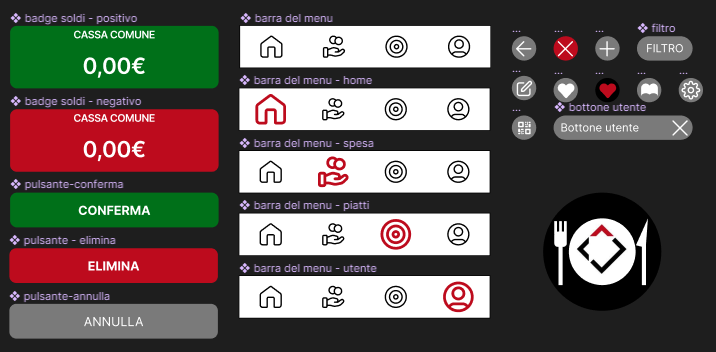 badge soldi - positivo
CASSA COMUNE
0,00€
badge soldi - negativo
CASSA COMUNE
0,00€
pulsante-conferma
CONFERMA
pulsante - elimina
ELIMINA
pulsante-annulla
ANNULLA
barra del menu
barra del menu - home
barra del menu - spesa
barra del menu - piatti
barra del menu - utente
...
...
...
filtro
FILTRO
...
...
...
...
...
...
bottone utente
Bottone utente